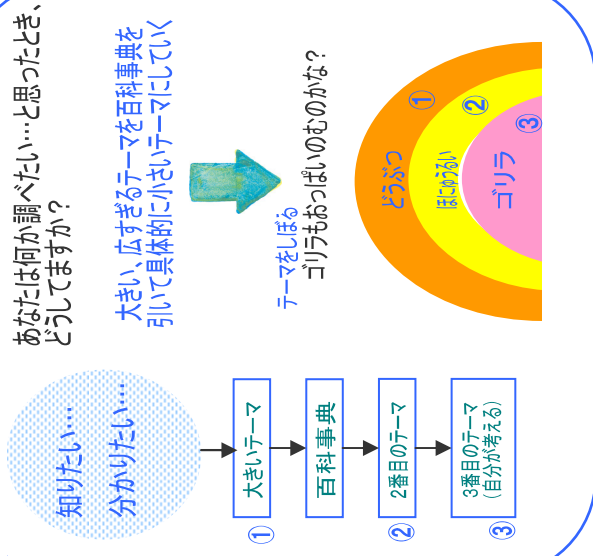 あなたは何か調べたい…と思ったとき、
どうしてますか?
大きい、広すぎるテーマを百科事典を
引いて具体的に小さいテーマにしていく
テーマをしぼる
ゴリラもおっぱいのむのかな?
どうぶつ ①
ほにゅうるい ②
ゴリラ ③
知りたい…
分かりたい…
① 大きいテーマ
百科事典
② 2番目のテーマ
③ 3番目のテーマ
(自分が考える)